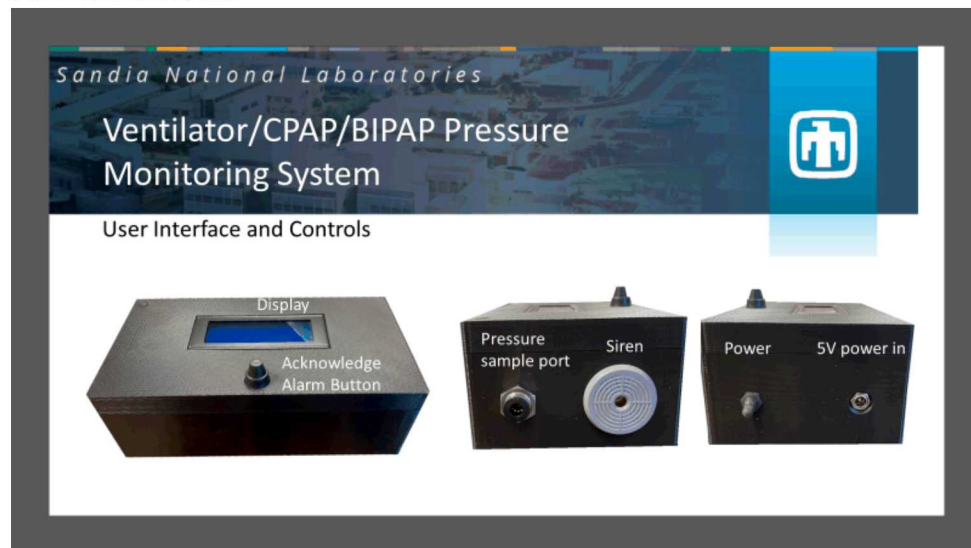 Sandia National Laboratories
Ventilator/CPAP/BIPAP Pressure
Monitoring System
User Interface and Controls
Display
Acknowledge
Alarm Button
Pressure
sample port
Siren
Power
5V power in